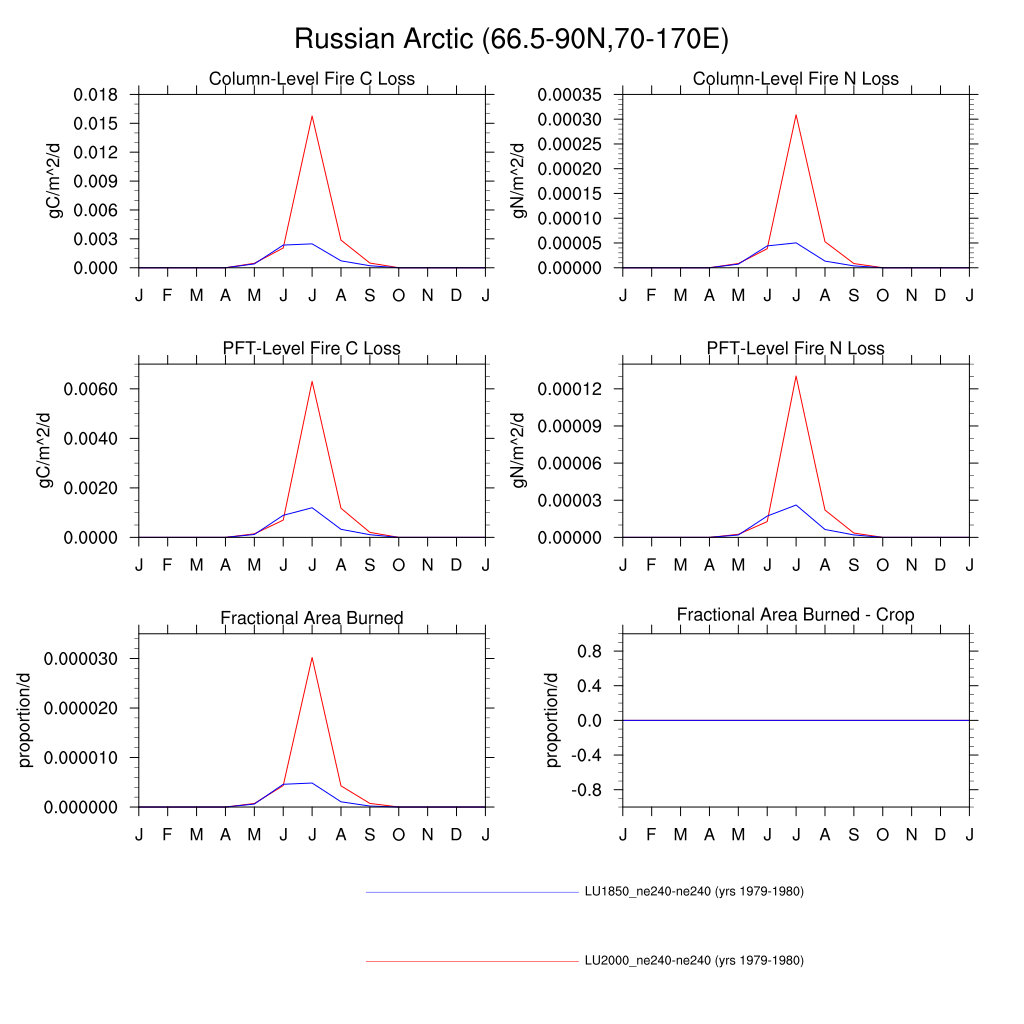 Russian Arctic (66.5-90N,70-170E)
Column-Level Fire C Loss
gC/m^2/d
0.018
0.015
0.012
0.009
0.006
0.003
0.000
J F M A M J J A S O N D J
Column-Level Fire N Loss
gN/m^2/d
0.00035
0.00030
0.00025
0.00020
0.00015
0.00010
0.00005
0.00000
J F M A M J J A S O N D J
PFT-Level Fire C Loss
gC/m^2/d
0.0060
0.0040
0.0020
0.0000
J F M A M J J A S O N D J
PFT-Level Fire N Loss
gN/m^2/d
0.00012
0.00009
0.00006
0.00003
0.00000
J F M A M J J A S O N D J
Fractional Area Burned
proportion/d
0.000030
0.000020
0.000010
0.000000
J F M A M J J A S O N D J
Fractional Area Burned - Crop
proportion/d
0.8
0.4
0.0
-0.4
-0.8
J F M A M J J A S O N D J
LU1850_ne240-ne240 (yrs 1979-1980)
LU2000_ne240-ne240 (yrs 1979-1980)